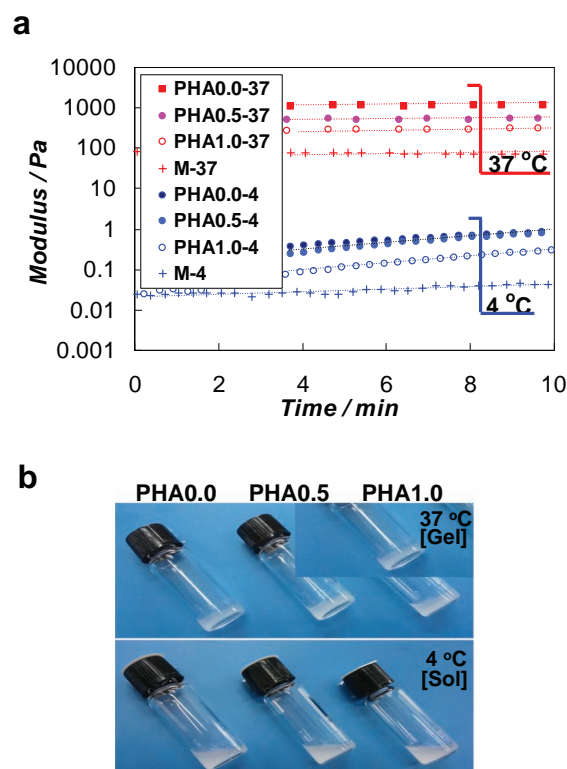 a
Modulus / Pa
10000
1000
100
10
1
0.1
0.01
0.001
PHA0.0-37
PHA0.5-37
PHA1.0-37
M-37
PHA0.0-4
PHA0.5-4
PHA1.0-4
M-4
37 °C
4 °C
0 2 4 6 8 10
Time / min
b
PHA0.0 PHA0.5 PHA1.0
37 °C
[Gel]
4 °C
[Sol]